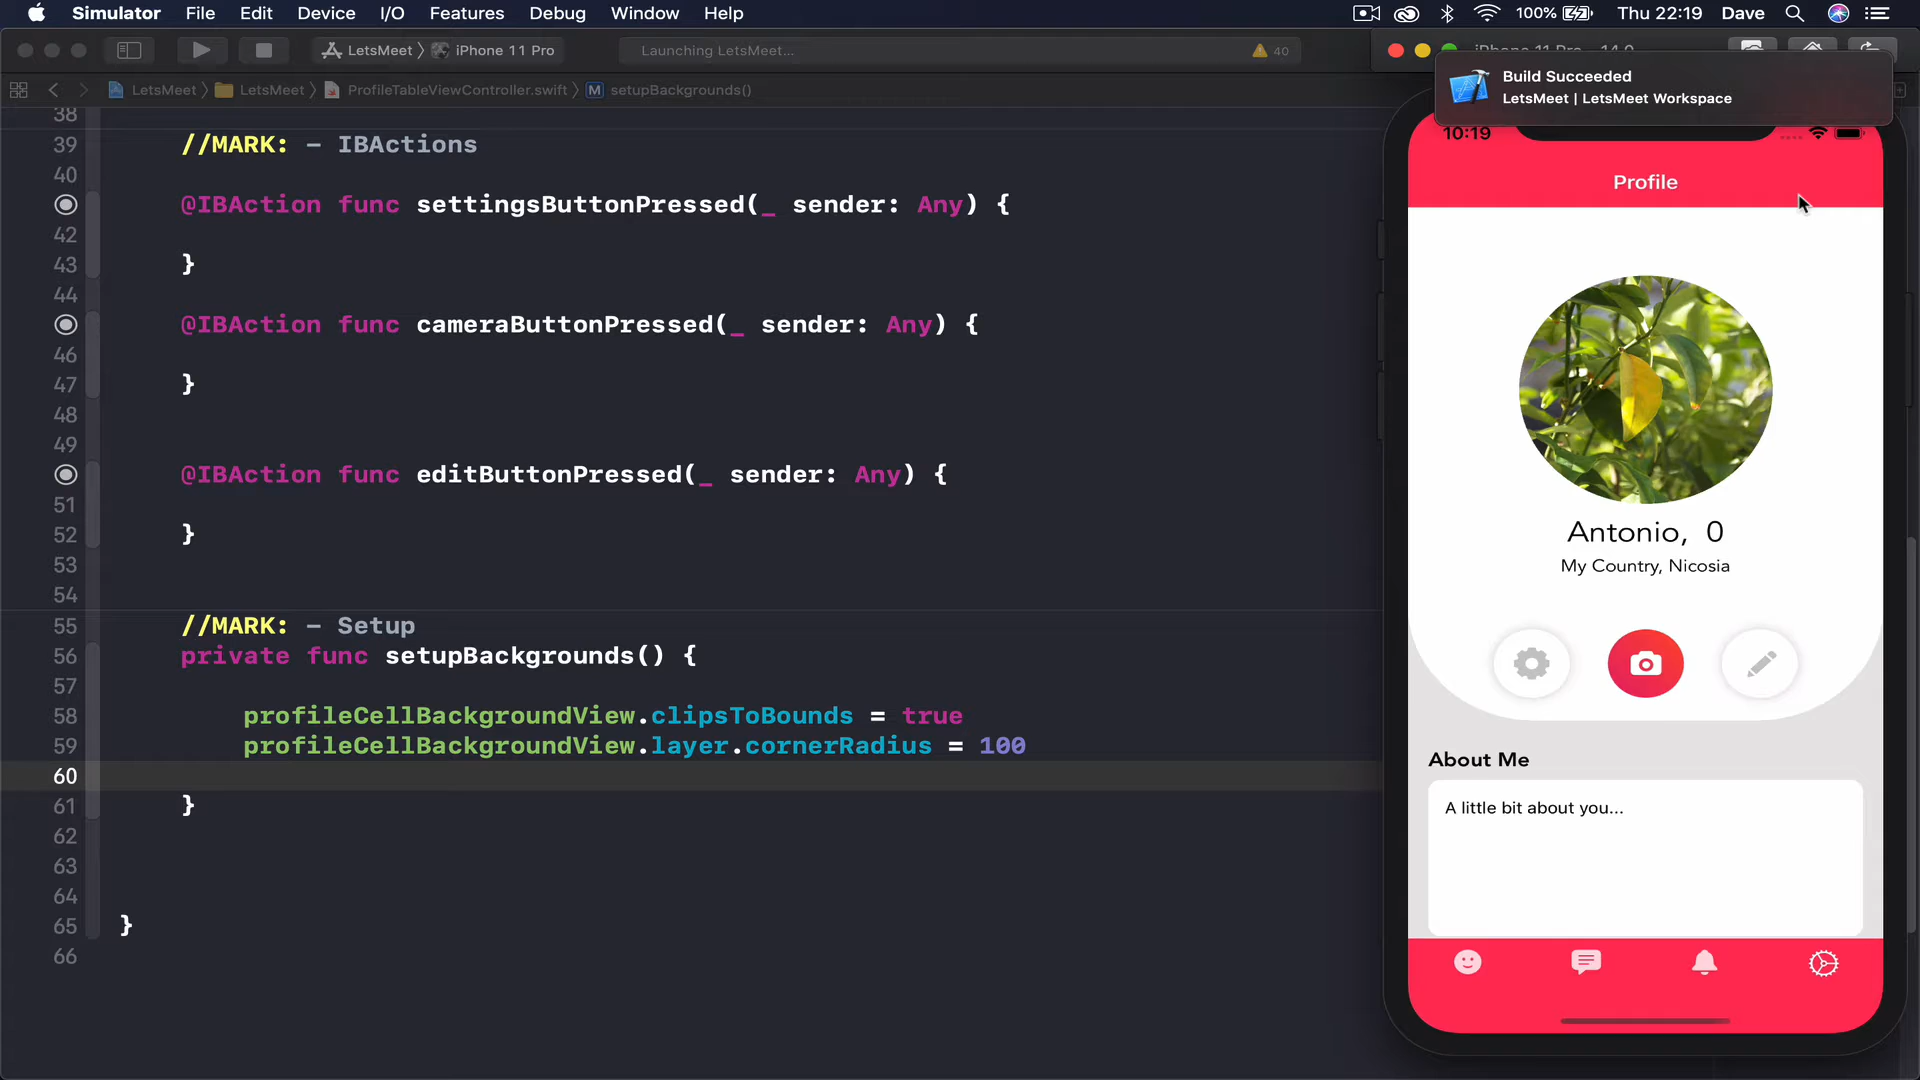 Simulator File Edit Device I/O Features Debug Window Help 100% Thu 22:19 Dave
LetsMeet 〉 iPhone 11 Pro
Launching LetsMeet...
40
Build Succeeded
LetsMeet | LetsMeet Workspace
LetsMeet 〉 LetsMeet 〉 ProfileTableViewController.swift 〉 M setupBackgrounds()
38
39 //MARK: - IBActions
40
@IBAction func settingsButtonPressed(_ sender: Any) {
42
43 }
44
@IBAction func cameraButtonPressed(_ sender: Any) {
46
47 }
48
49
@IBAction func editButtonPressed(_ sender: Any) {
51
52 }
53
54
55 //MARK: - Setup
56 private func setupBackgrounds() {
57
58 profileCellBackgroundView.clipsToBounds = true
59 profileCellBackgroundView.layer.cornerRadius = 100
60
61 }
62
63
64
65 }
66
10:19
Profile
Antonio, 0
My Country, Nicosia
About Me
A little bit about you...